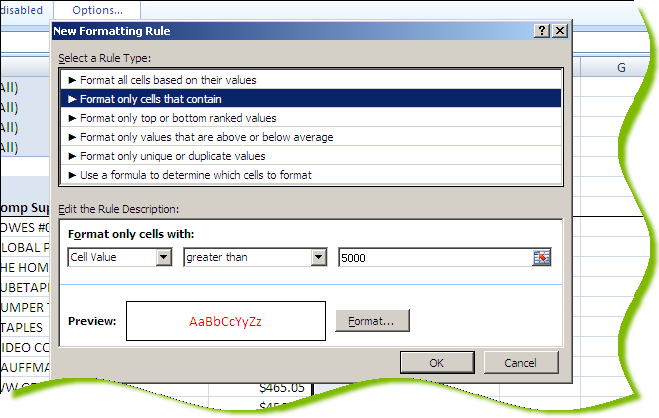 disabled Options...
New Formatting Rule
G
Select a Rule Type:
All)
► Format all cells based on their values
► Format only cells that contain
All)
► Format only top or bottom ranked values
All)
► Format only values that are above or below average
All)
► Format only unique or duplicate values
► Use a formula to determine which cells to format
omp Sup
Edit the Rule Description:
OWES #0
Format only cells with:
LOBAL P
Cell Value greater than 5000
HE HOM
UBETAPI
UMPER T
Preview: AaBbCcYyZz Format...
TAPLES
IDEO CO
AUFFMA
OK Cancel
$465.05